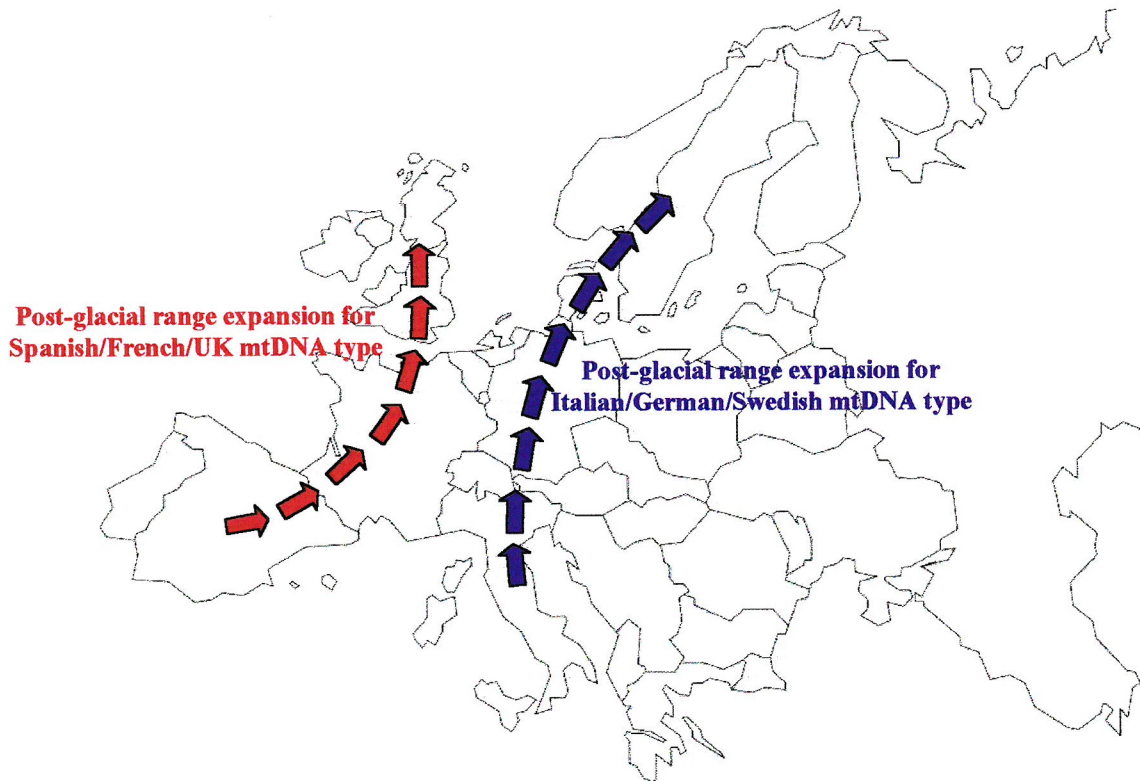 Post-glacial range expansion for
Spanish/French/UK mtDNA type
Post-glacial range expansion for
Italian/German/Swedish mtDNA type